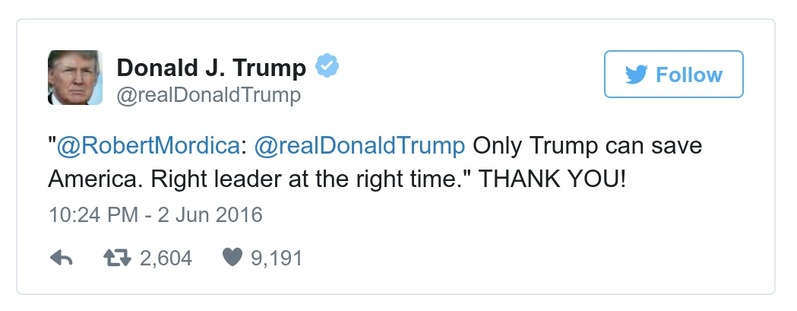 Donald J. Trump
@realDonaldTrump
Follow
"@RobertMordica: @realDonaldTrump Only Trump can save
America. Right leader at the right time." THANK YOU!
10:24 PM - 2 Jun 2016
2,604 9,191